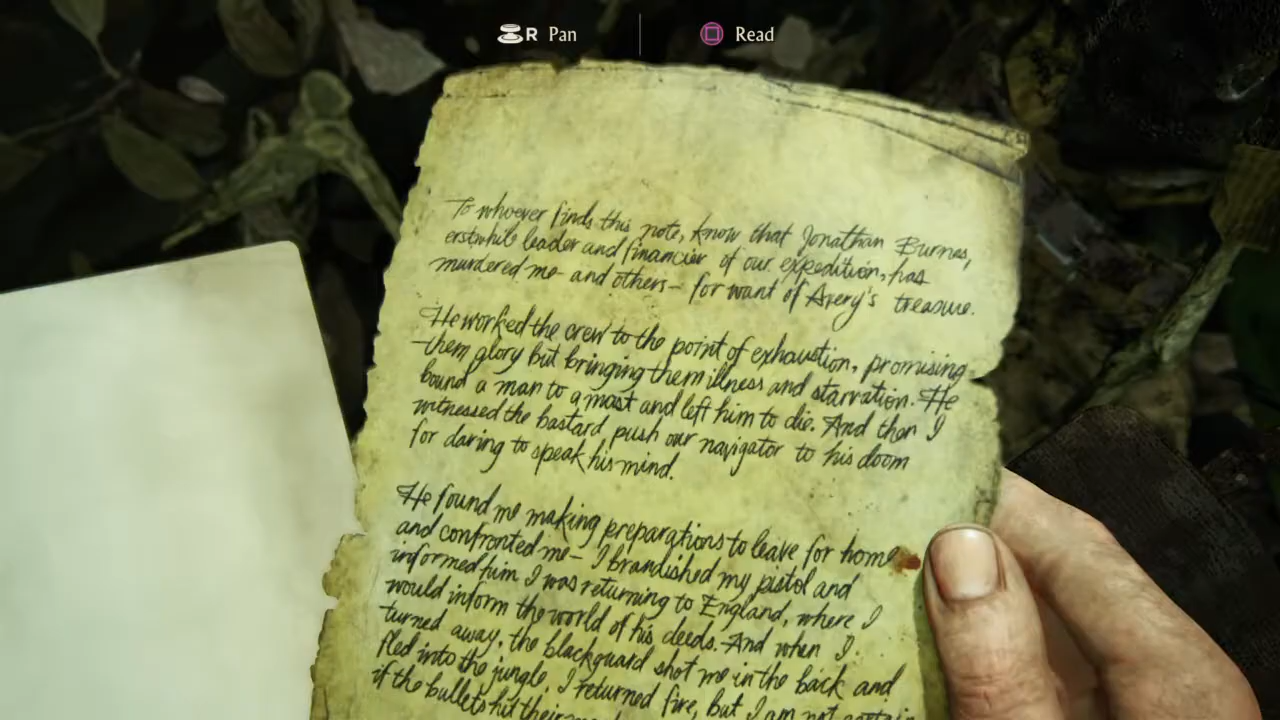 R Pan
Read
To whoever finds this note, know that Jonathan Burnes,
erstwhile leader and financier of our expedition, has
murdered me- and others- for want of Avery's treasure.
He worked the crew to the point of exhaustion, promising
them glory but bringing them illness and starvation. He
bound a man to a mast and left him to die. And then I
witnessed the bastard push our navigator to his doom
for daring to speak his mind.
He found me making preparations to leave for home
and confronted me- I brandished my pistol and
informed him I was returning to England, where I
would inform the world of his deeds. And when I
turned away, the blackguard shot me in the back and
fled into the jungle. I returned fire, but I am not certain
if the bullets hit their